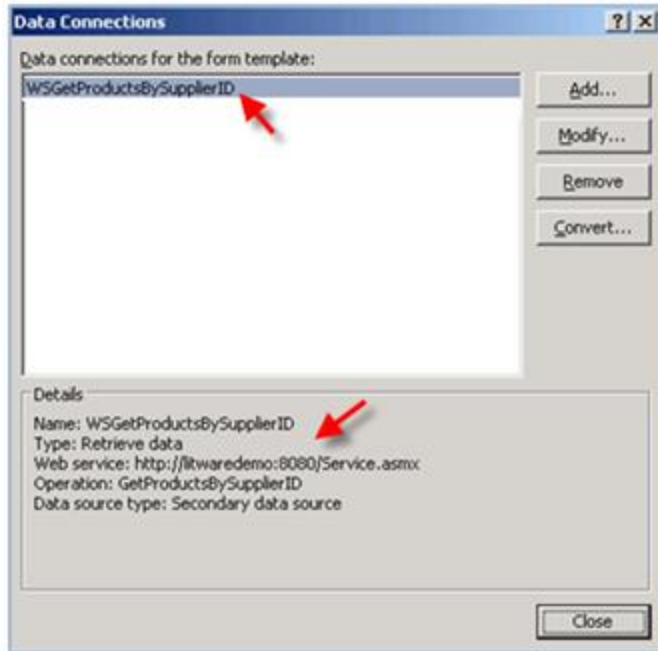 Data Connections
Data connections for the form template:
WSGetProductsBySupplierID
Add...
Modify...
Remove
Convert...
Details
Name: WSGetProductsBySupplierID
Type: Retrieve data
Web service: http://litwaredemo:8080/Service.asmx
Operation: GetProductsBySupplierID
Data source type: Secondary data source
Close